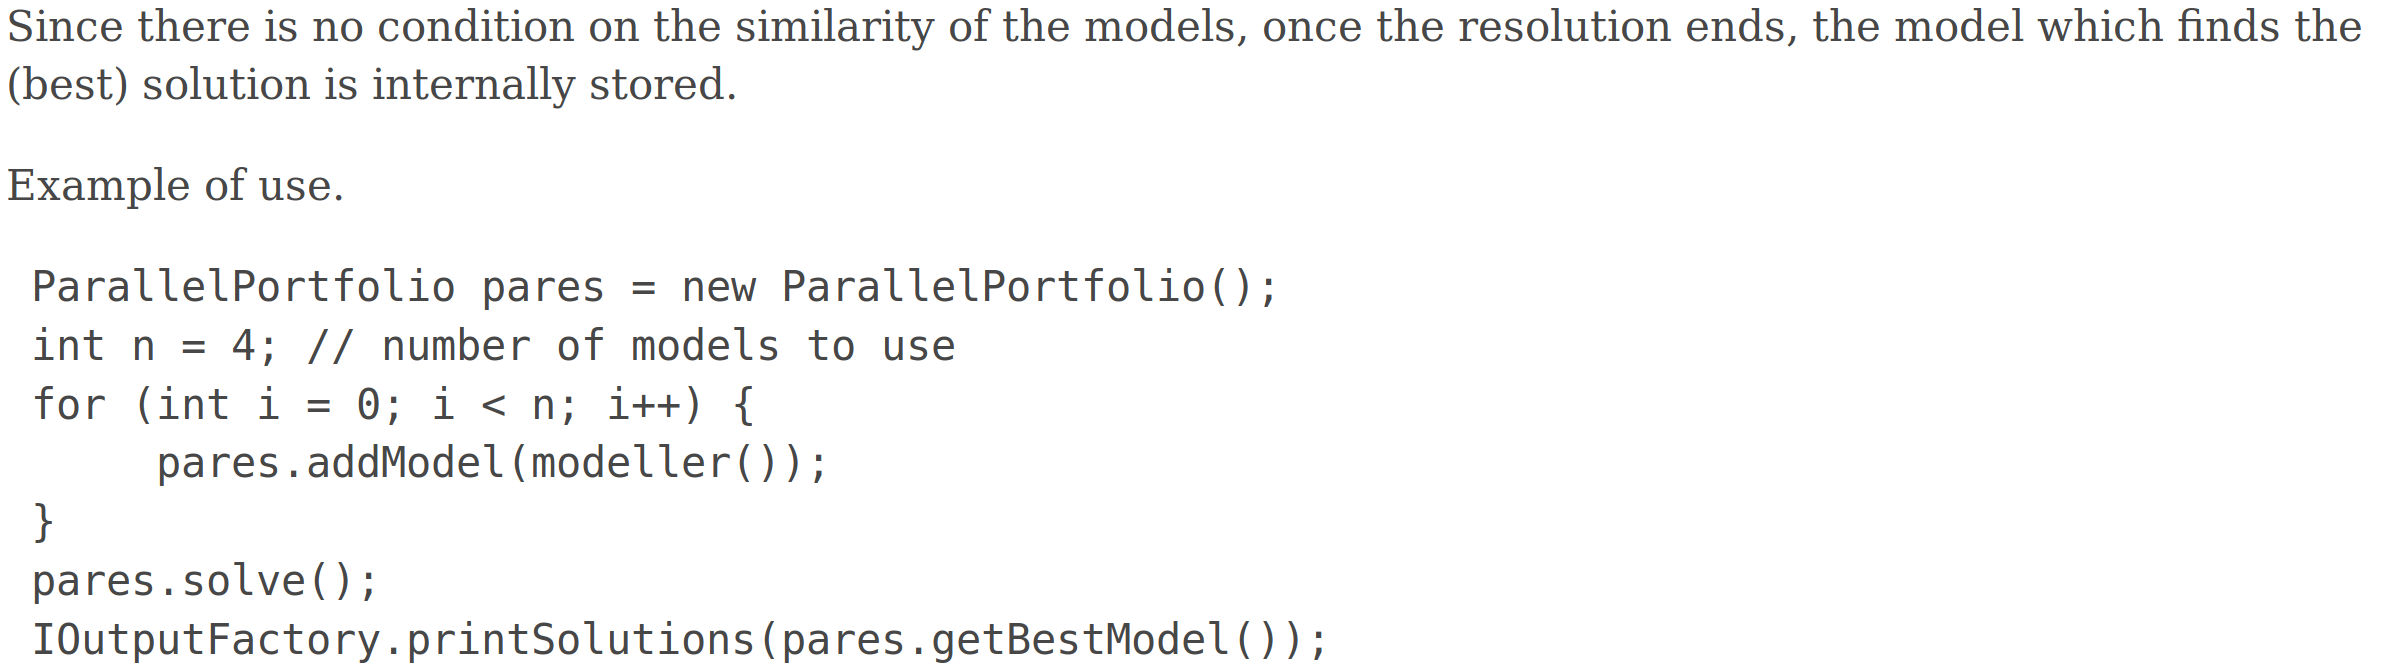 Since there is no condition on the similarity of the models, once the resolution ends, the model which finds the
(best) solution is internally stored.
Example of use.
ParallelPortfolio pares = new ParallelPortfolio();
int n = 4; // number of models to use
for (int i = 0; i < n; i++) {
     pares.addModel(modeller());
}
pares.solve();
IOutputFactory.printSolutions(pares.getBestModel());